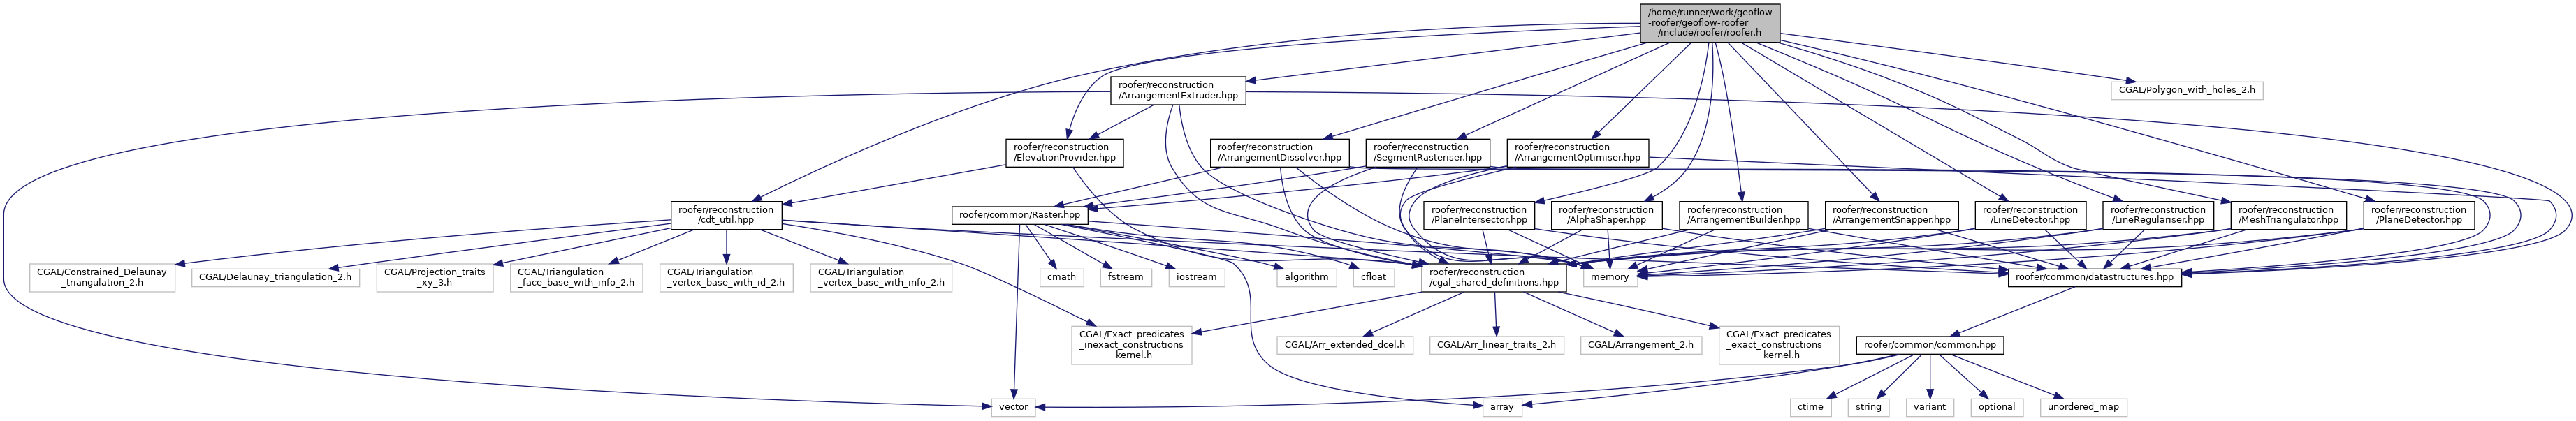 /home/runner/work/geoflow
-roofer/geoflow-roofer
/include/roofer/roofer.h
roofer/reconstruction
/ArrangementExtruder.hpp
CGAL/Polygon_with_holes_2.h
roofer/reconstruction
/ElevationProvider.hpp
roofer/reconstruction
/ArrangementDissolver.hpp
roofer/reconstruction
/SegmentRasteriser.hpp
roofer/reconstruction
/ArrangementOptimiser.hpp
roofer/reconstruction
/cdt_util.hpp
roofer/common/Raster.hpp
roofer/reconstruction
/PlaneIntersector.hpp
roofer/reconstruction
/AlphaShaper.hpp
roofer/reconstruction
/ArrangementBuilder.hpp
roofer/reconstruction
/ArrangementSnapper.hpp
roofer/reconstruction
/LineDetector.hpp
roofer/reconstruction
/LineRegulariser.hpp
roofer/reconstruction
/MeshTriangulator.hpp
roofer/reconstruction
/PlaneDetector.hpp
CGAL/Constrained_Delaunay
_triangulation_2.h
CGAL/Delaunay_triangulation_2.h
CGAL/Projection_traits
_xy_3.h
CGAL/Triangulation
_face_base_with_info_2.h
CGAL/Triangulation
_vertex_base_with_id_2.h
CGAL/Triangulation
_vertex_base_with_info_2.h
cmath
fstream
iostream
algorithm
cfloat
roofer/reconstruction
/cgal_shared_definitions.hpp
memory
roofer/common/datastructures.hpp
CGAL/Exact_predicates
_inexact_constructions
_kernel.h
CGAL/Arr_extended_dcel.h
CGAL/Arr_linear_traits_2.h
CGAL/Arrangement_2.h
CGAL/Exact_predicates
_exact_constructions
_kernel.h
roofer/common/common.hpp
vector
array
ctime
string
variant
optional
unordered_map